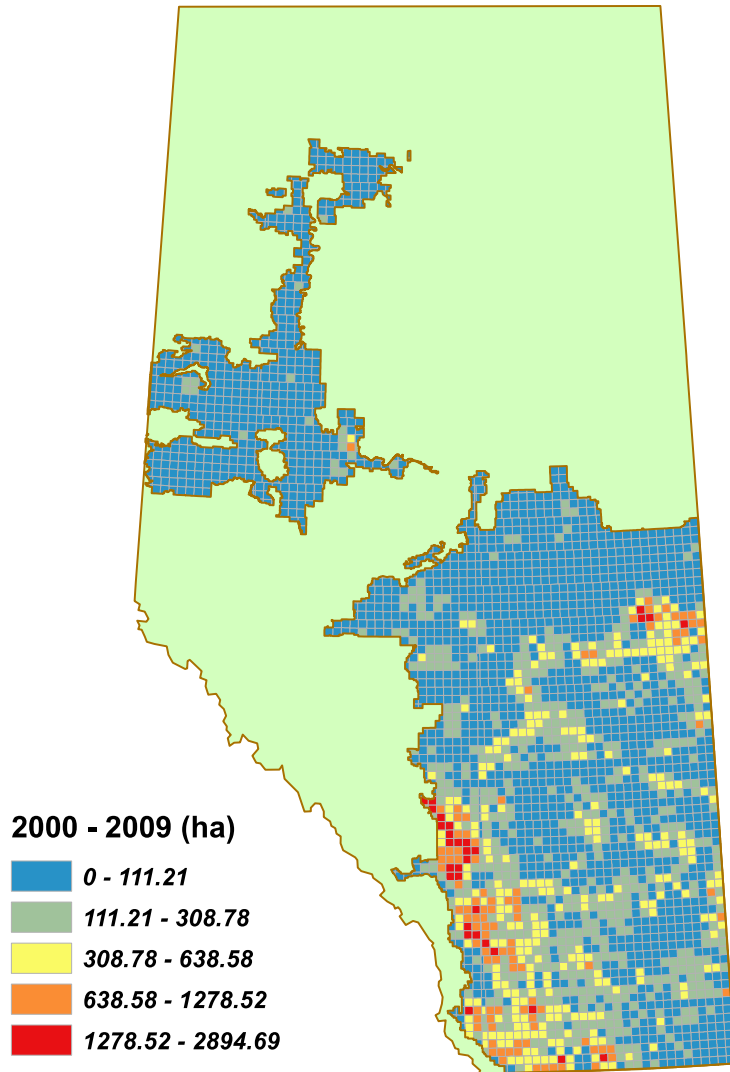 2000 - 2009 (ha)
0 - 111.21
111.21 - 308.78
308.78 - 638.58
638.58 - 1278.52
1278.52 - 2894.69